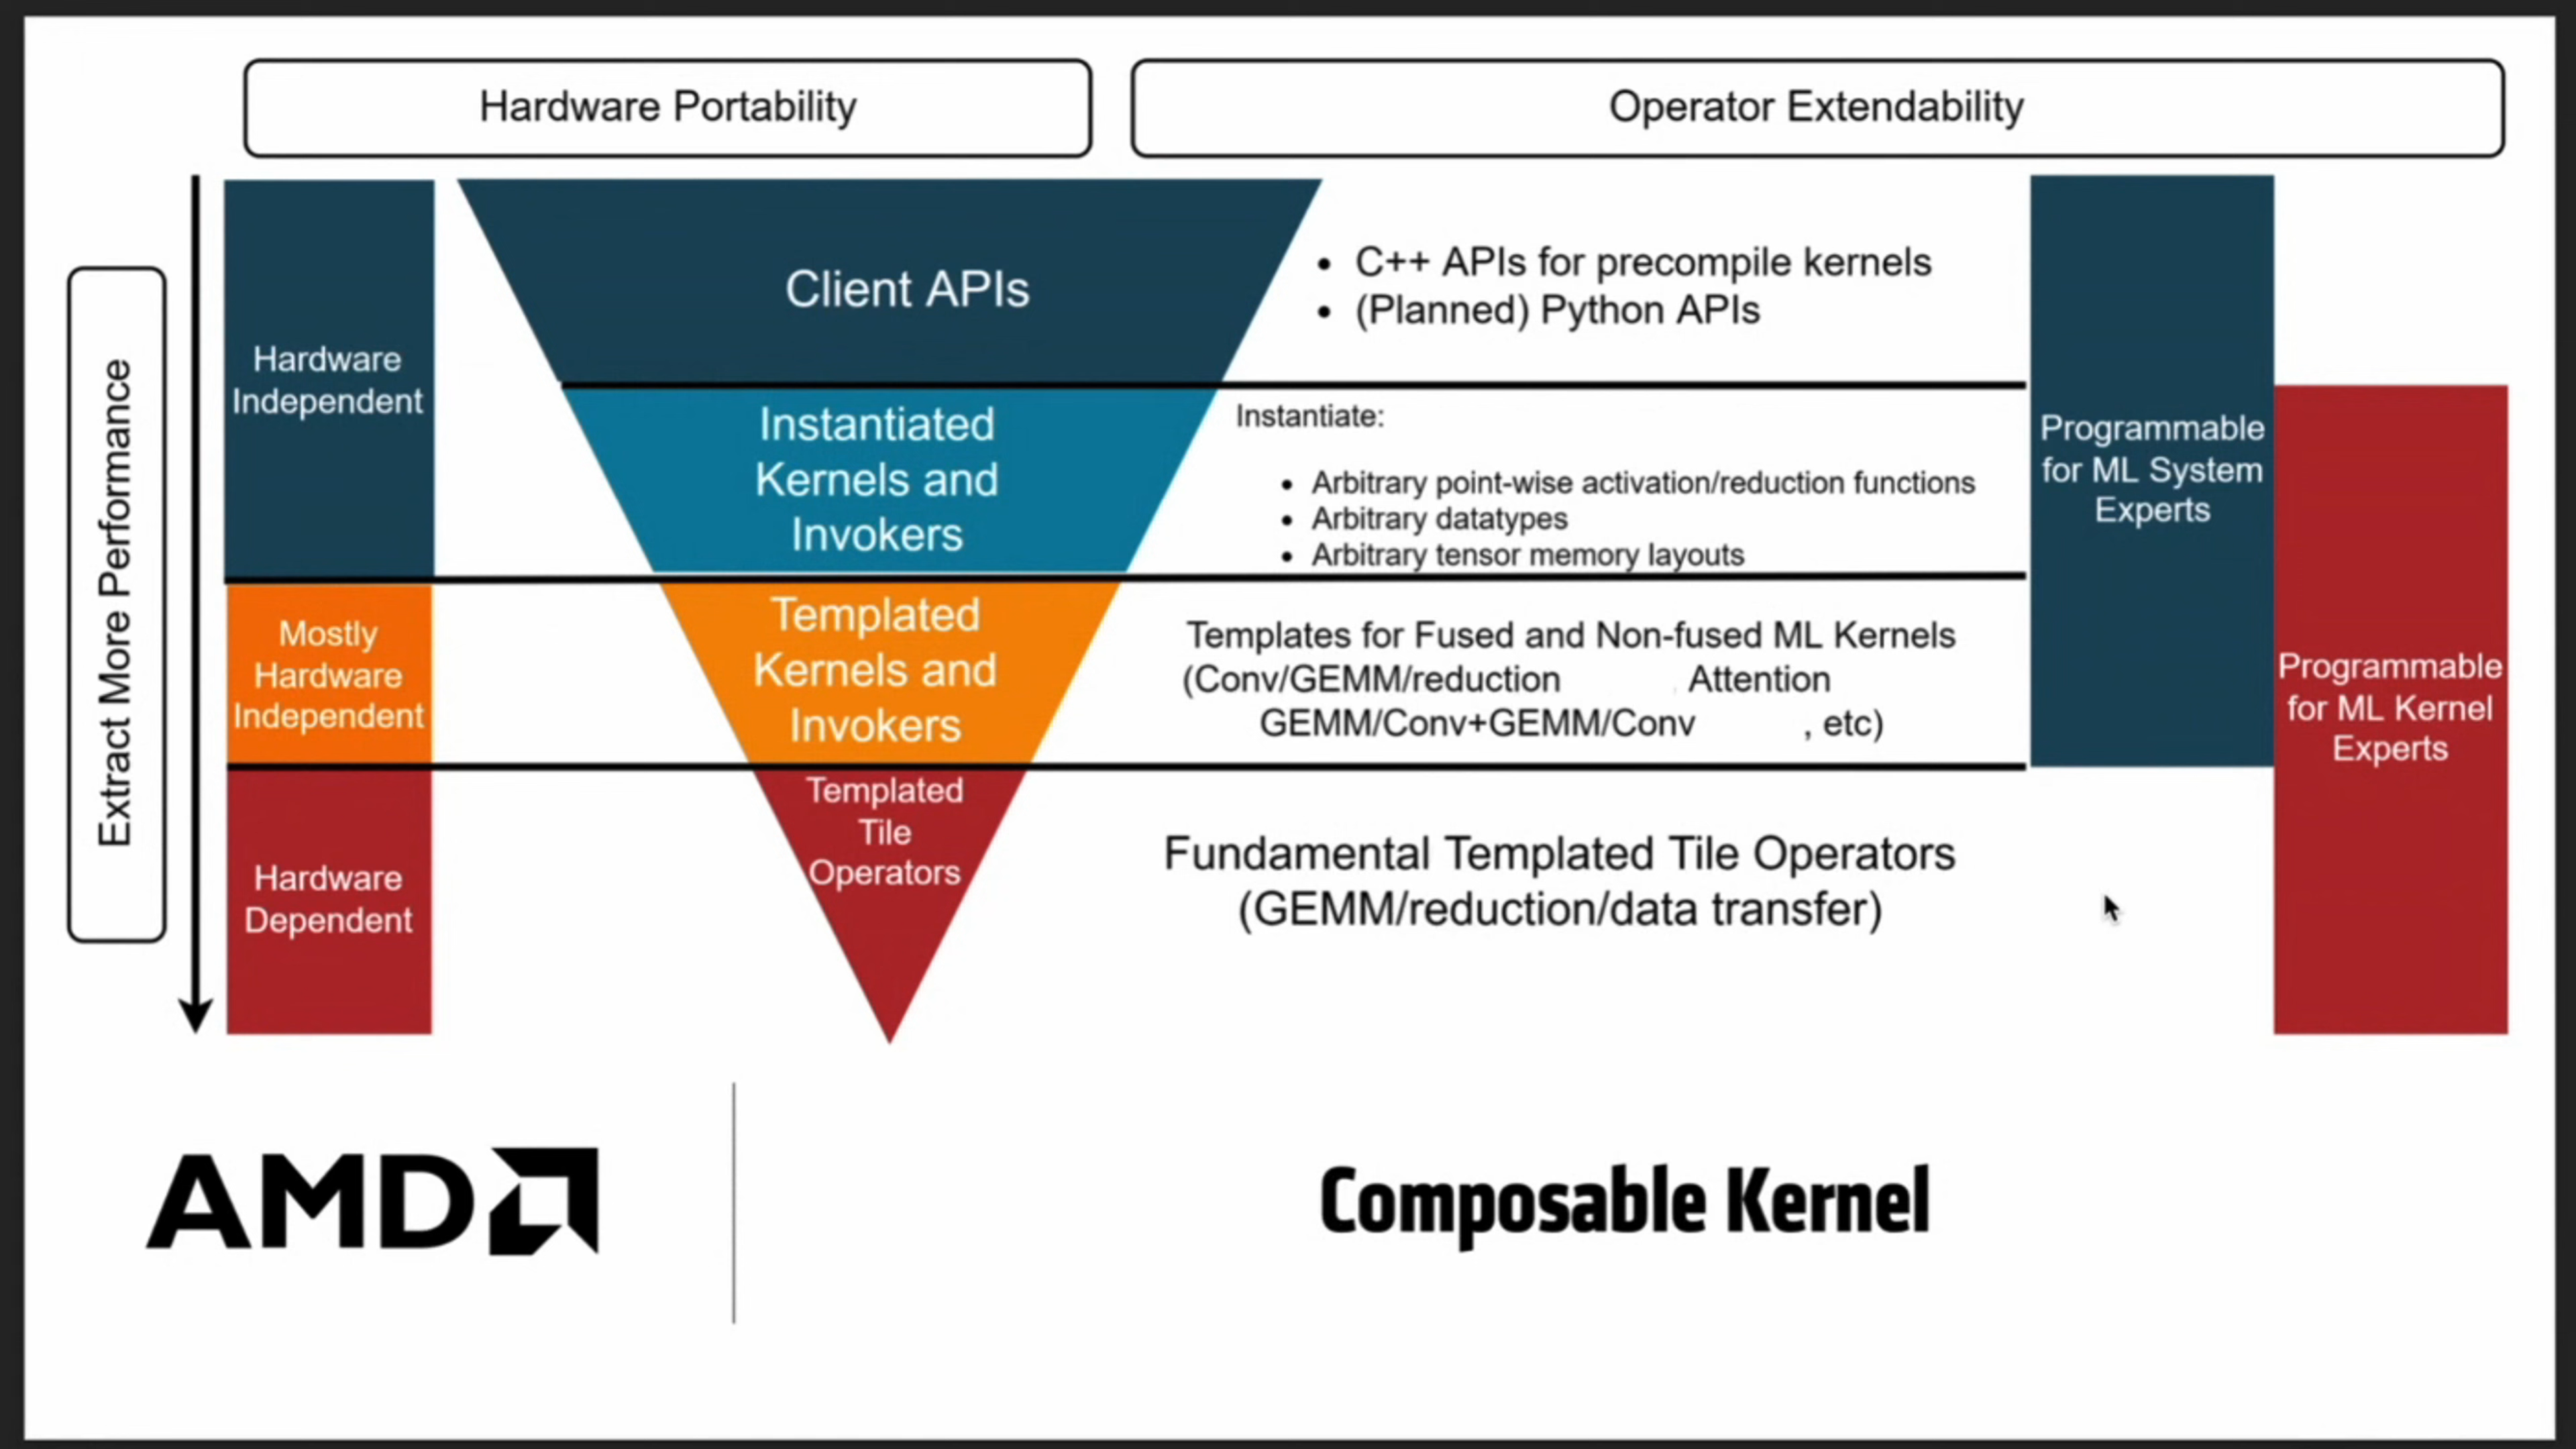 Hardware Portability
Operator Extendability
Extract More Performance
Hardware
Independent
Client APIs
• C++ APIs for precompile kernels
• (Planned) Python APIs
Instantiated
Kernels and
Invokers
Instantiate:
• Arbitrary point-wise activation/reduction functions
• Arbitrary datatypes
• Arbitrary tensor memory layouts
Programmable
for ML System
Experts
Mostly
Hardware
Independent
Templated
Kernels and
Invokers
Templates for Fused and Non-fused ML Kernels
(Conv/GEMM/reduction Attention
GEMM/Conv+GEMM/Conv , etc)
Programmable
for ML Kernel
Experts
Hardware
Dependent
Templated
Tile
Operators
Fundamental Templated Tile Operators
(GEMM/reduction/data transfer)
AMD
Composable Kernel